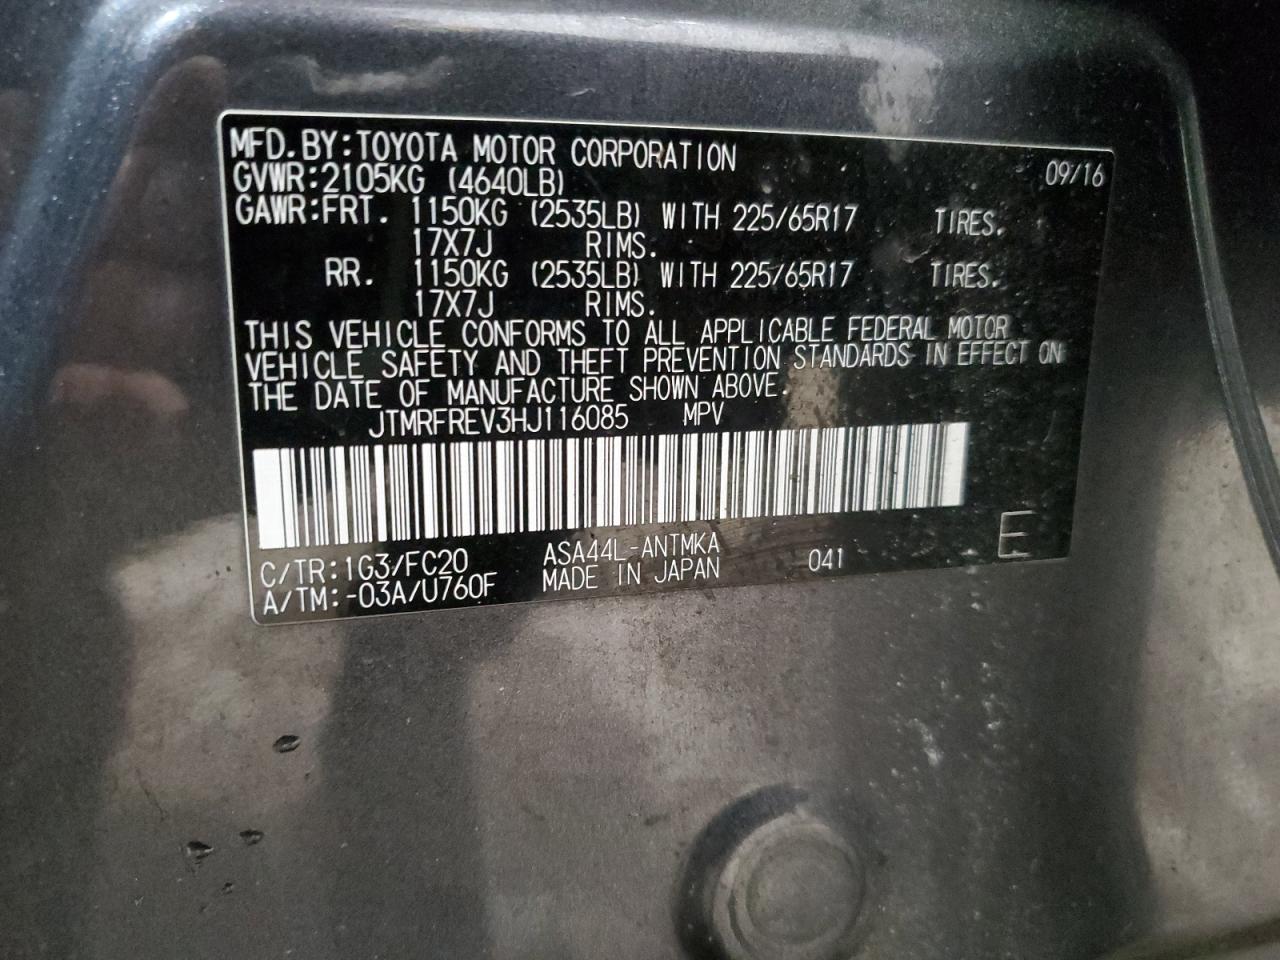 MFD. BY: TOYOTA MOTOR CORPORATION 09/16
GVWR: 2105KG (4640LB)
GAWR: FRT. 1150KG (2535LB) WITH 225/65R17 TIRES.
17X7J RIMS.
RR. 1150KG (2535LB) WITH 225/65R17 TIRES.
17X7J RIMS.
THIS VEHICLE CONFORMS TO ALL APPLICABLE FEDERAL MOTOR
VEHICLE SAFETY AND THEFT PREVENTION STANDARDS IN EFFECT ON
THE DATE OF MANUFACTURE SHOWN ABOVE.
JTMRFREV3HJ116085 MPV
C/TR: 1G3/FC20 ASA44L-ANTMKA 041 E
A/TM: -03A/U760F MADE IN JAPAN